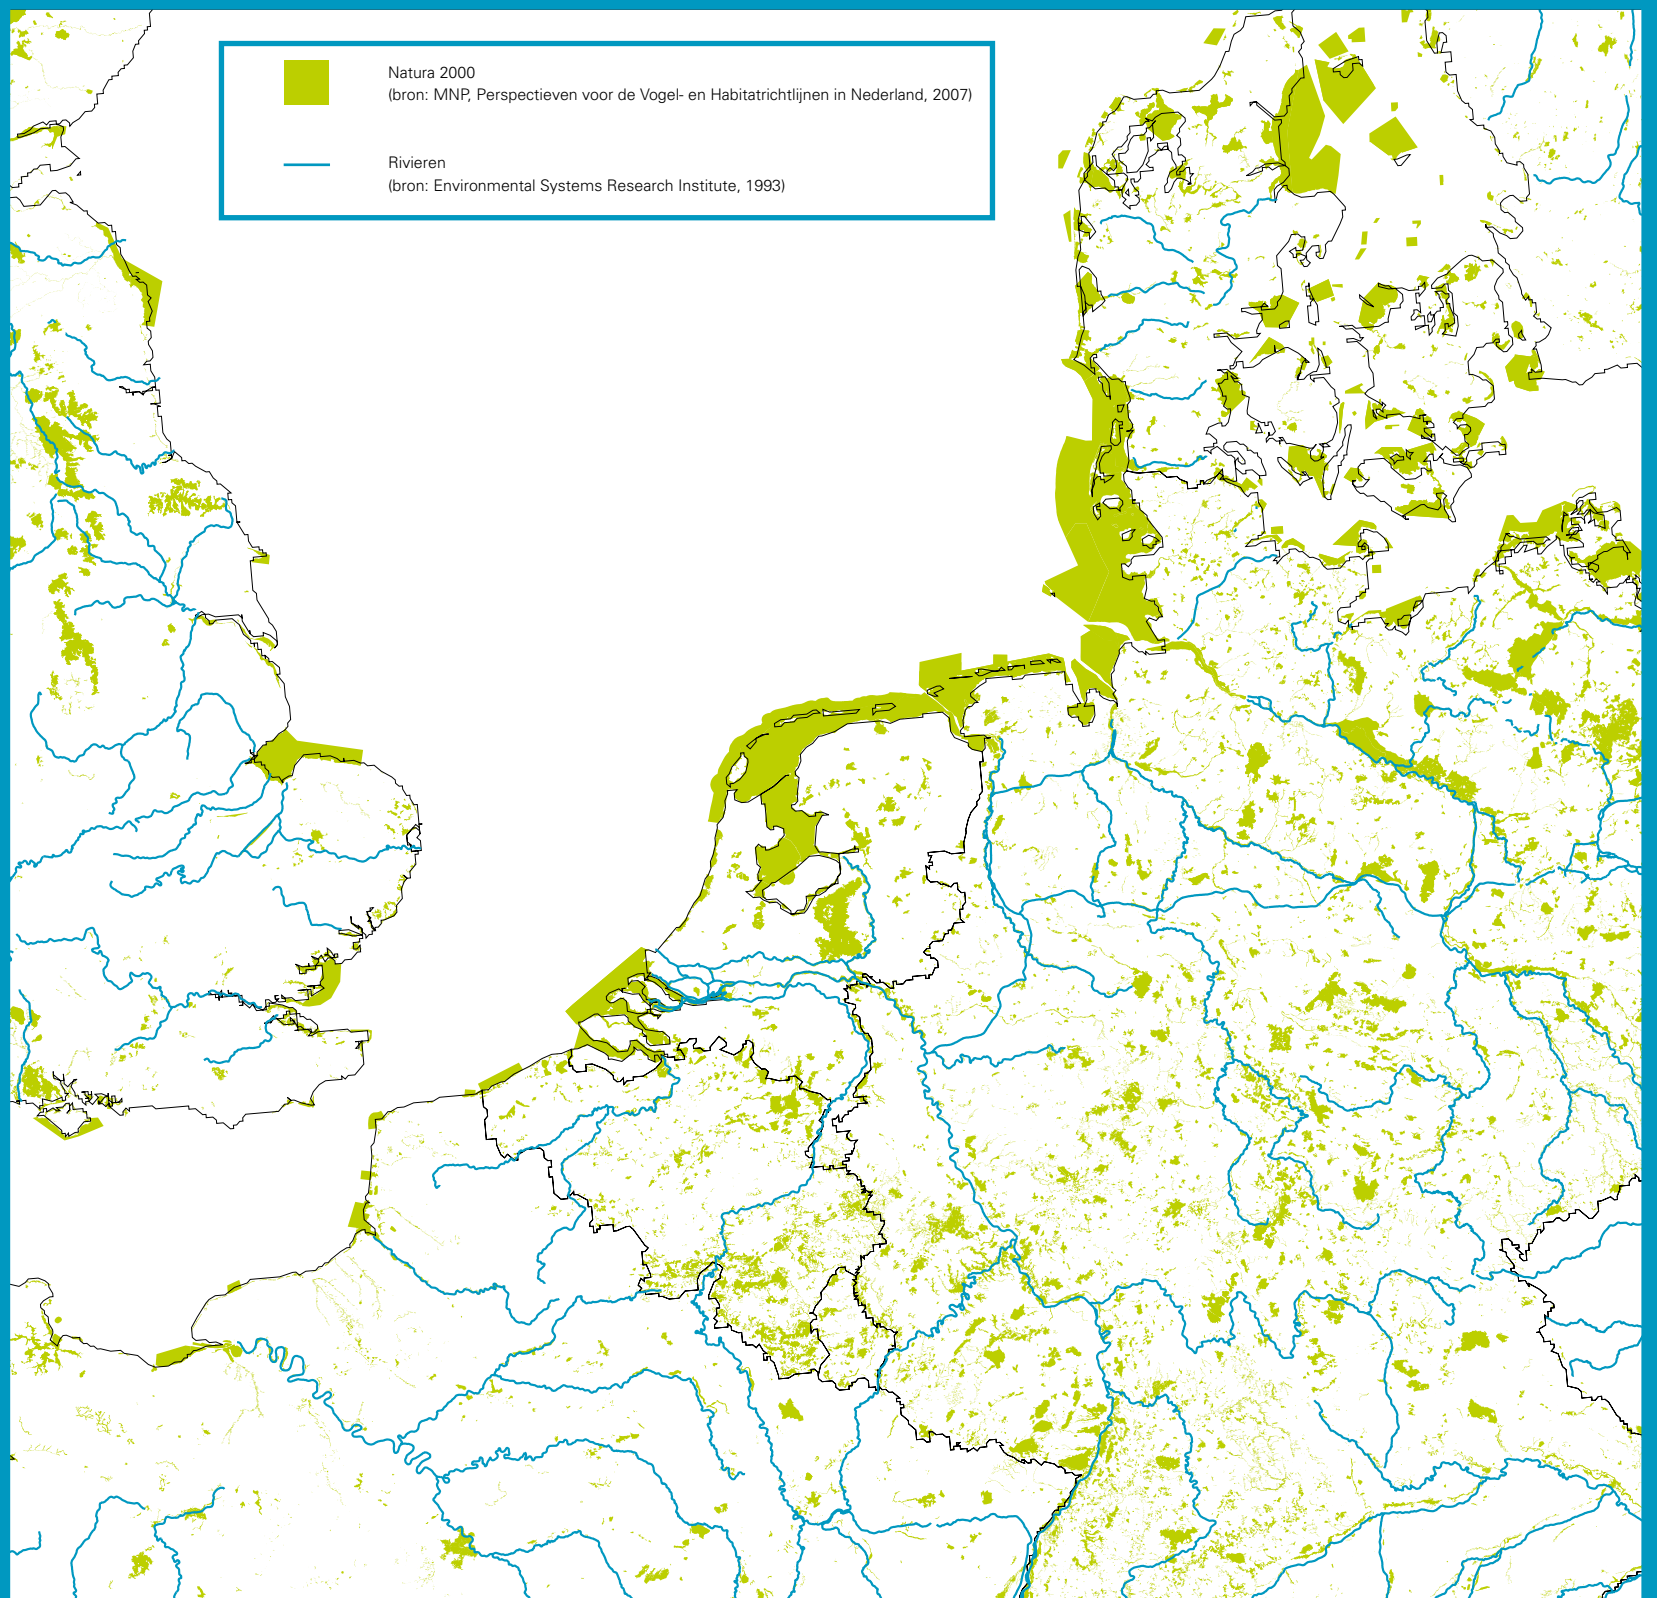 Natura 2000
(bron: MNP, Perspectieven voor de Vogel- en Habitatrichtlijnen in Nederland, 2007)
Rivieren
(bron: Environmental Systems Research Institute, 1993)